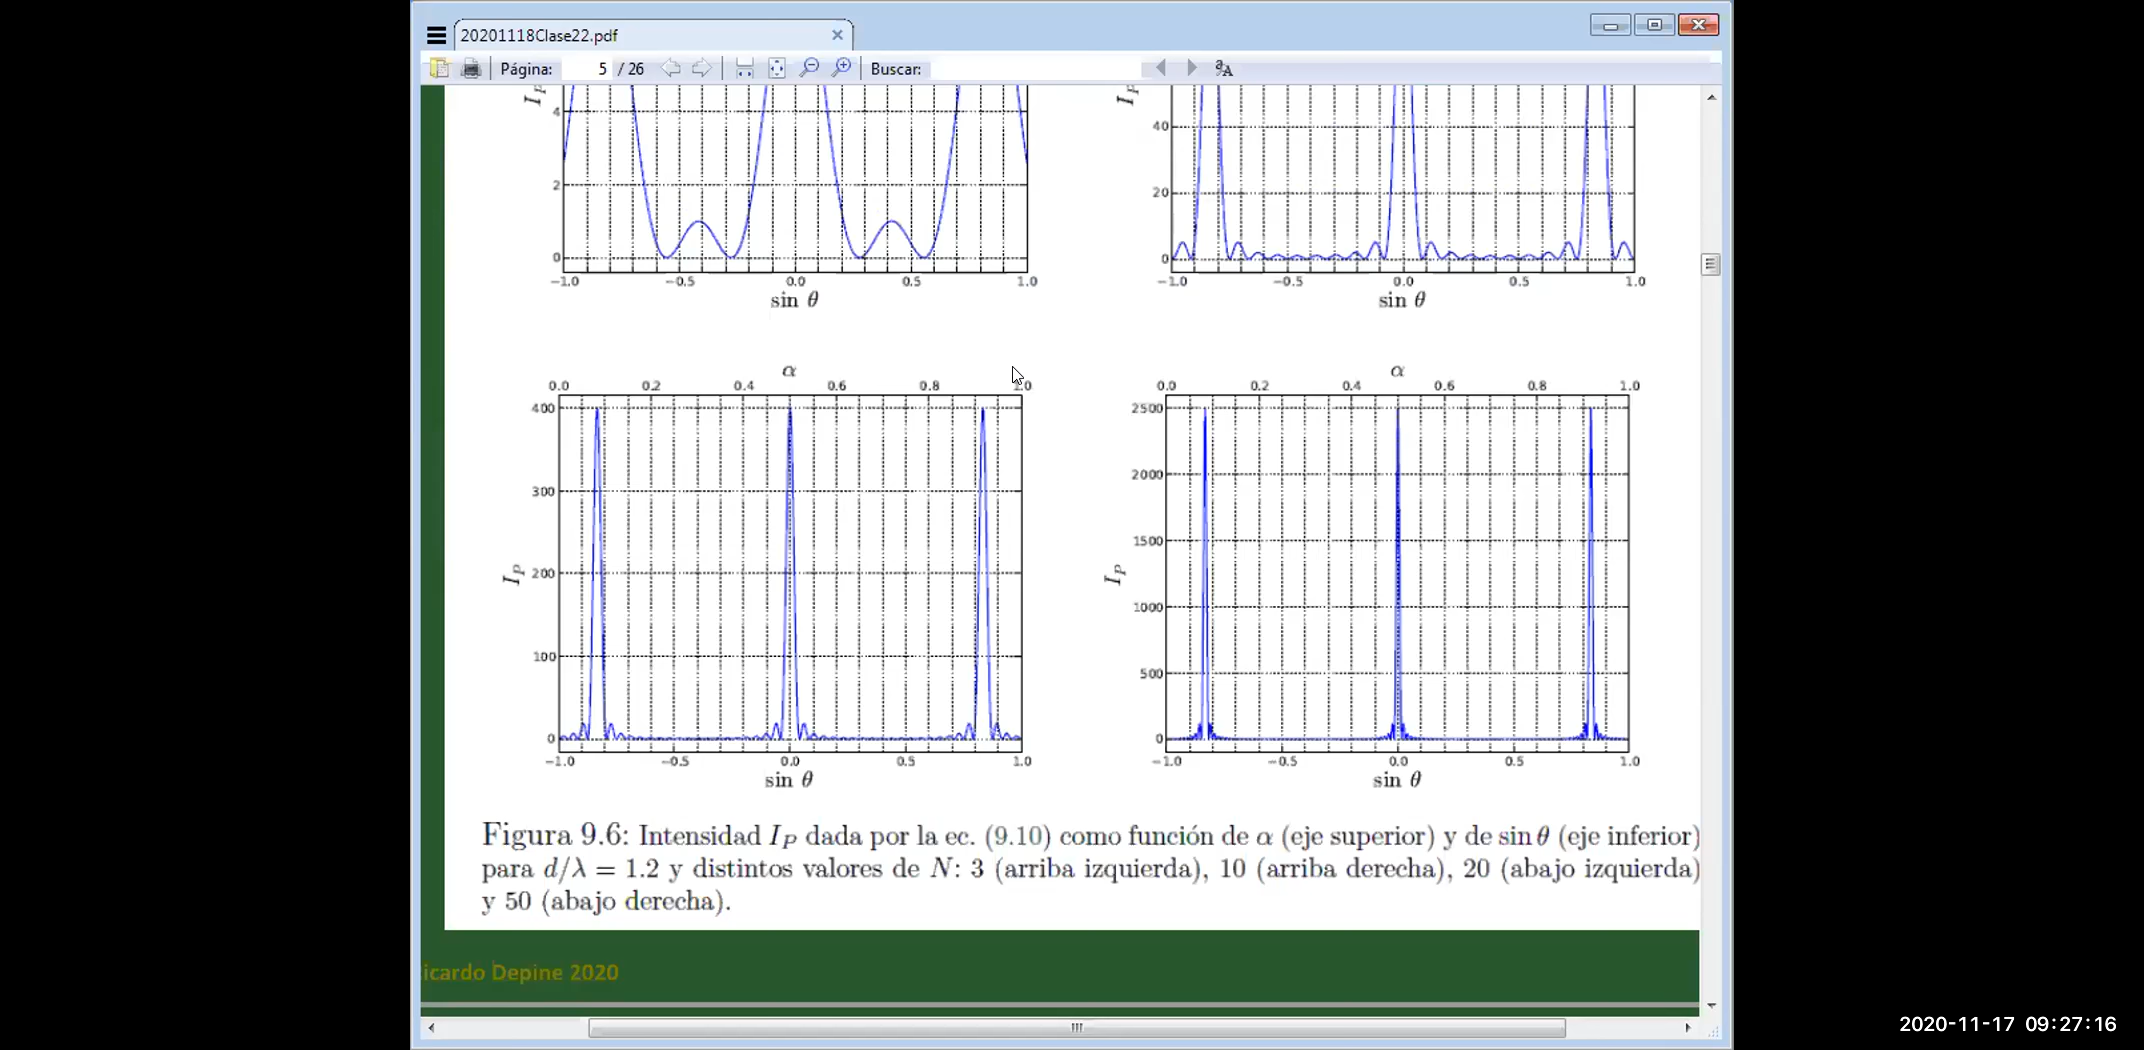 20201118Clase22.pdf
Página: 5 / 26 Buscar:
I_P
4
2
0
−1.0 −0.5 0.0 0.5 1.0
sin θ
I_P
40
20
0
−1.0 −0.5 0.0 0.5 1.0
sin θ
α
0.0 0.2 0.4 0.6 0.8 1.0
400
300
I_P 200
100
0
−1.0 −0.5 0.0 0.5 1.0
sin θ
α
0.0 0.2 0.4 0.6 0.8 1.0
2500
2000
1500
I_P
1000
500
0
−1.0 −0.5 0.0 0.5 1.0
sin θ
Figura 9.6: Intensidad I_P dada por la ec. (9.10) como función de α (eje superior) y de sin θ (eje inferior)
para d/λ = 1.2 y distintos valores de N: 3 (arriba izquierda), 10 (arriba derecha), 20 (abajo izquierda)
y 50 (abajo derecha).
icardo Depine 2020
2020-11-17 09:27:16